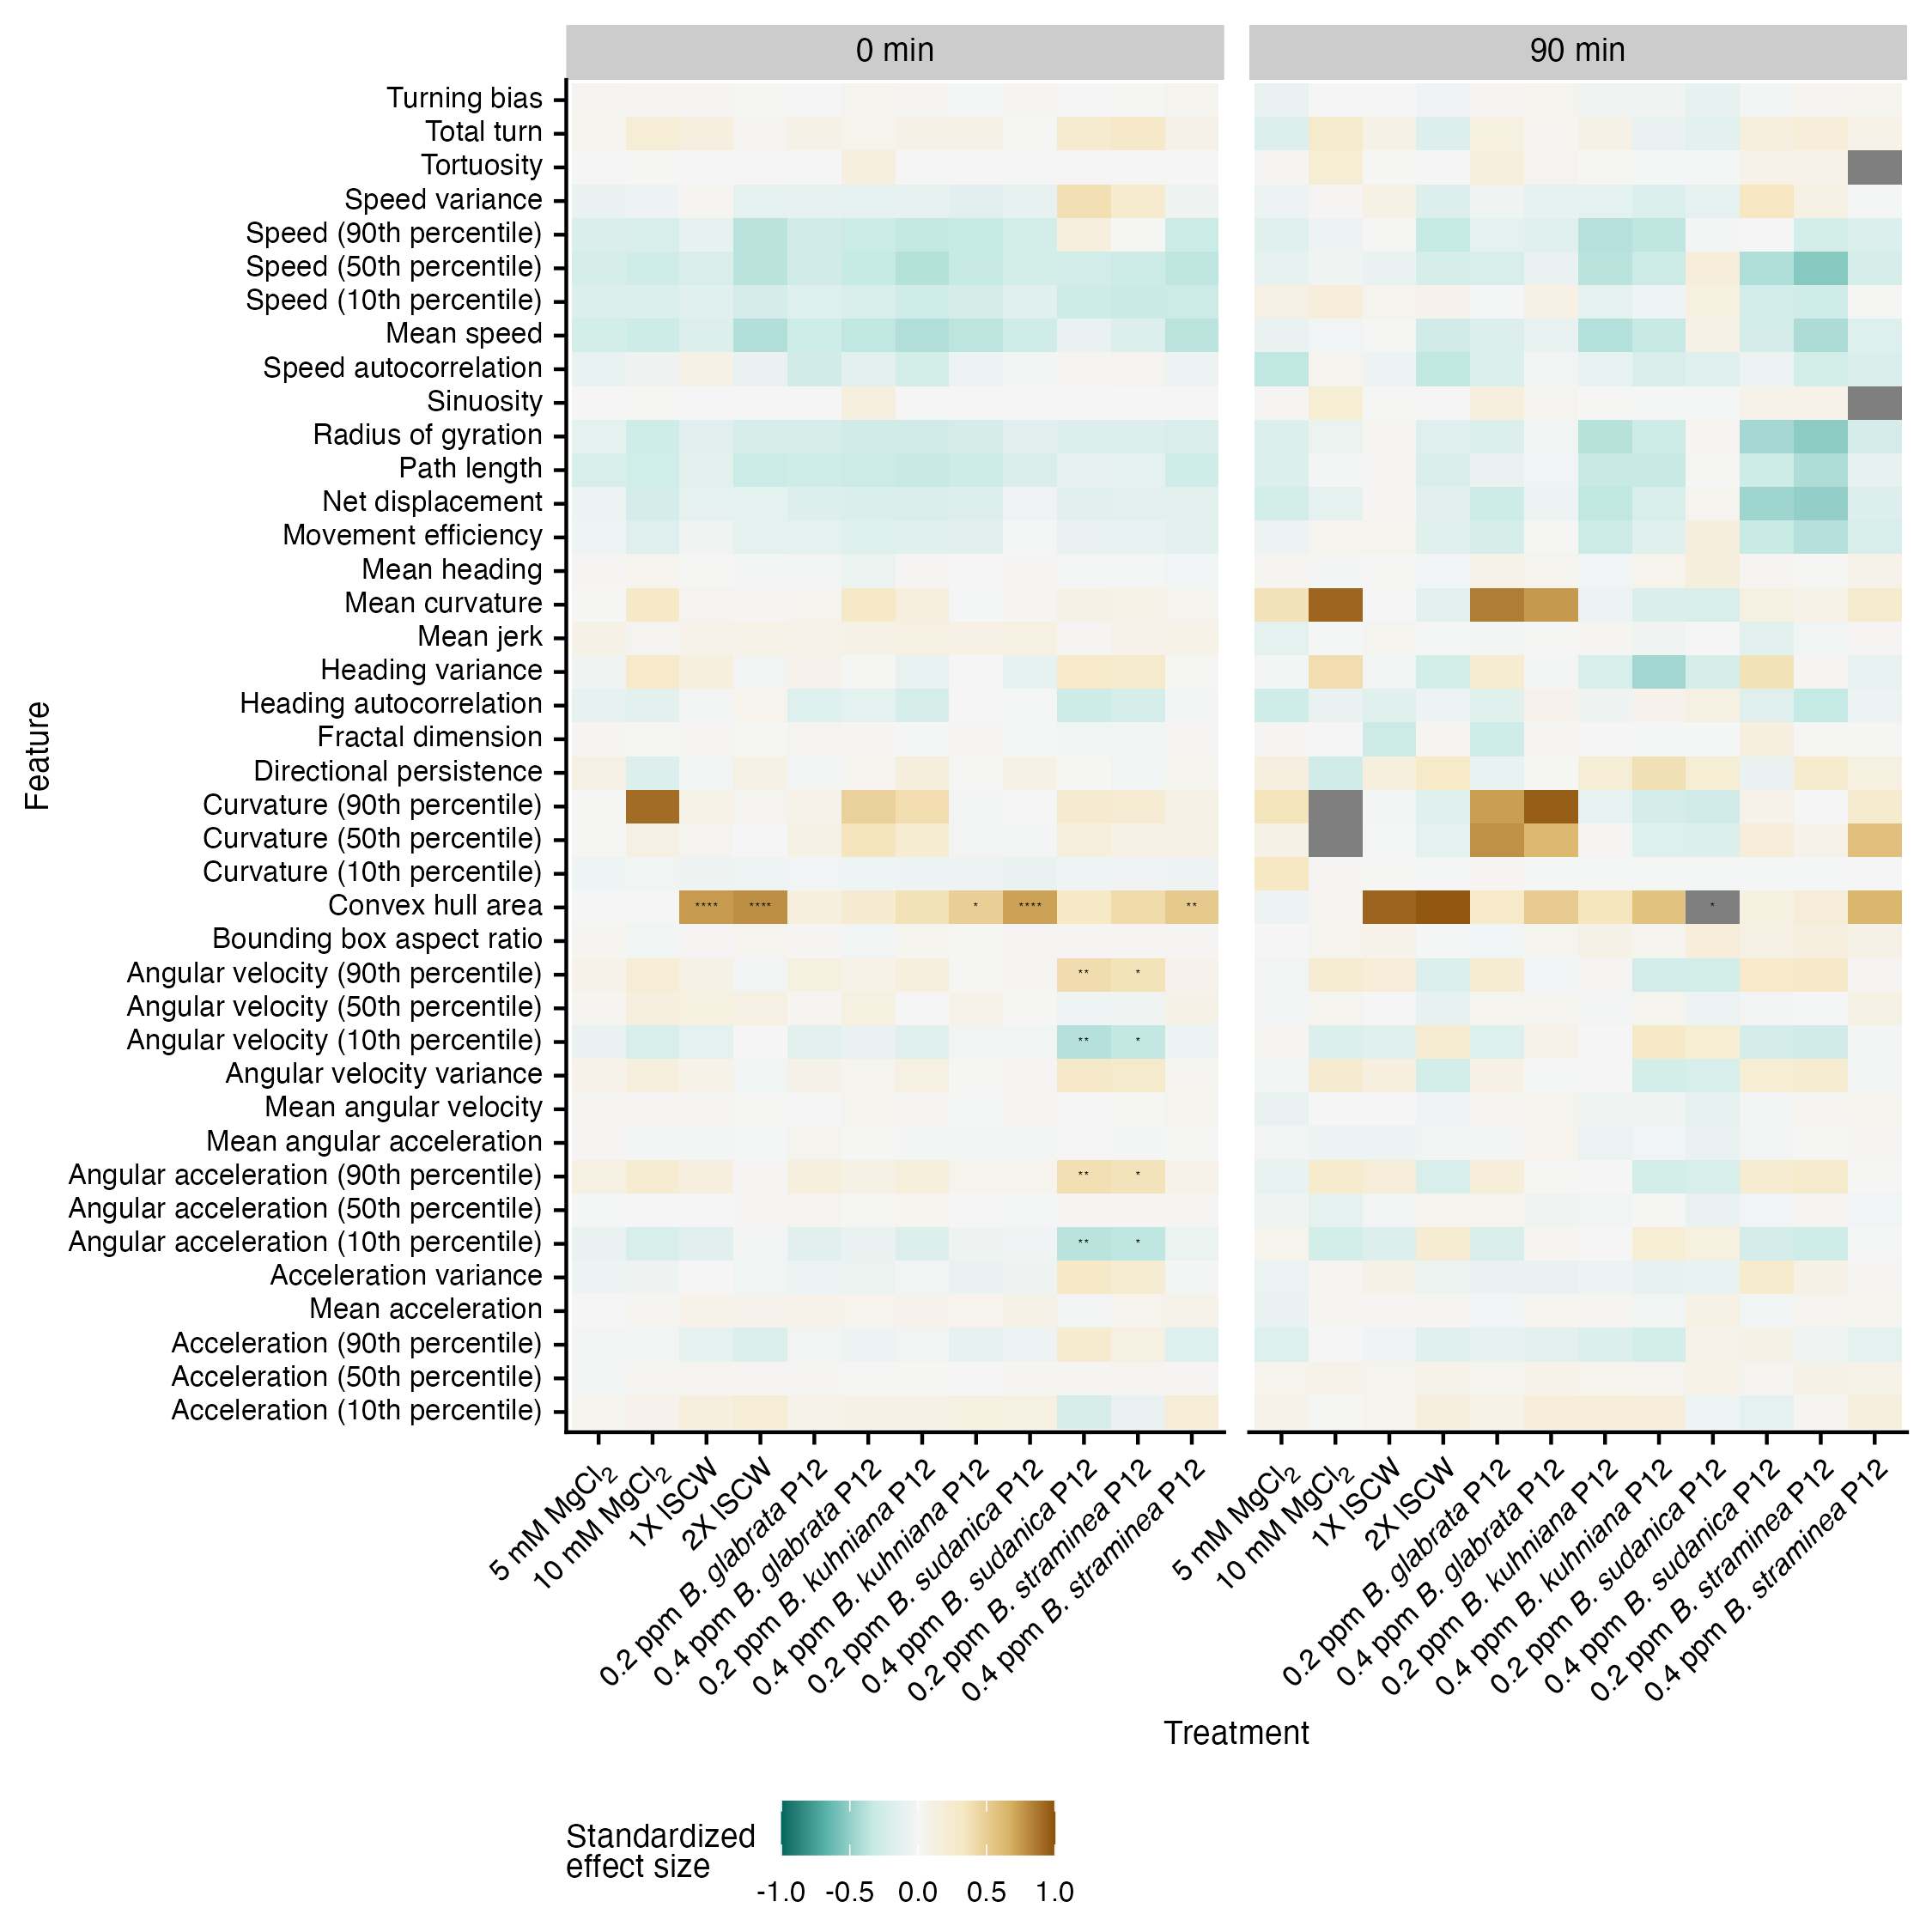 0 min
90 min
Turning bias
Total turn
Tortuosity
Speed variance
Speed (90th percentile)
Speed (50th percentile)
Speed (10th percentile)
Mean speed
Speed autocorrelation
Sinuosity
Radius of gyration
Path length
Net displacement
Movement efficiency
Mean heading
Mean curvature
Mean jerk
Heading variance
Heading autocorrelation
Fractal dimension
Directional persistence
Curvature (90th percentile)
Curvature (50th percentile)
Curvature (10th percentile)
Convex hull area
**** **** * **** ** *
Bounding box aspect ratio
Angular velocity (90th percentile)
** *
Angular velocity (50th percentile)
Angular velocity (10th percentile)
** *
Angular velocity variance
Mean angular velocity
Mean angular acceleration
Angular acceleration (90th percentile)
** *
Angular acceleration (50th percentile)
Angular acceleration (10th percentile)
** *
Acceleration variance
Mean acceleration
Acceleration (90th percentile)
Acceleration (50th percentile)
Acceleration (10th percentile)
Feature
5 mM MgCl₂
10 mM MgCl₂
1X ISCW
2X ISCW
0.2 ppm B. glabrata P12
0.4 ppm B. glabrata P12
0.2 ppm B. kuhniana P12
0.4 ppm B. kuhniana P12
0.2 ppm B. sudanica P12
0.4 ppm B. sudanica P12
0.2 ppm B. straminea P12
0.4 ppm B. straminea P12
5 mM MgCl₂
10 mM MgCl₂
1X ISCW
2X ISCW
0.2 ppm B. glabrata P12
0.4 ppm B. glabrata P12
0.2 ppm B. kuhniana P12
0.4 ppm B. kuhniana P12
0.2 ppm B. sudanica P12
0.4 ppm B. sudanica P12
0.2 ppm B. straminea P12
0.4 ppm B. straminea P12
Treatment
Standardized
effect size
-1.0 -0.5 0.0 0.5 1.0